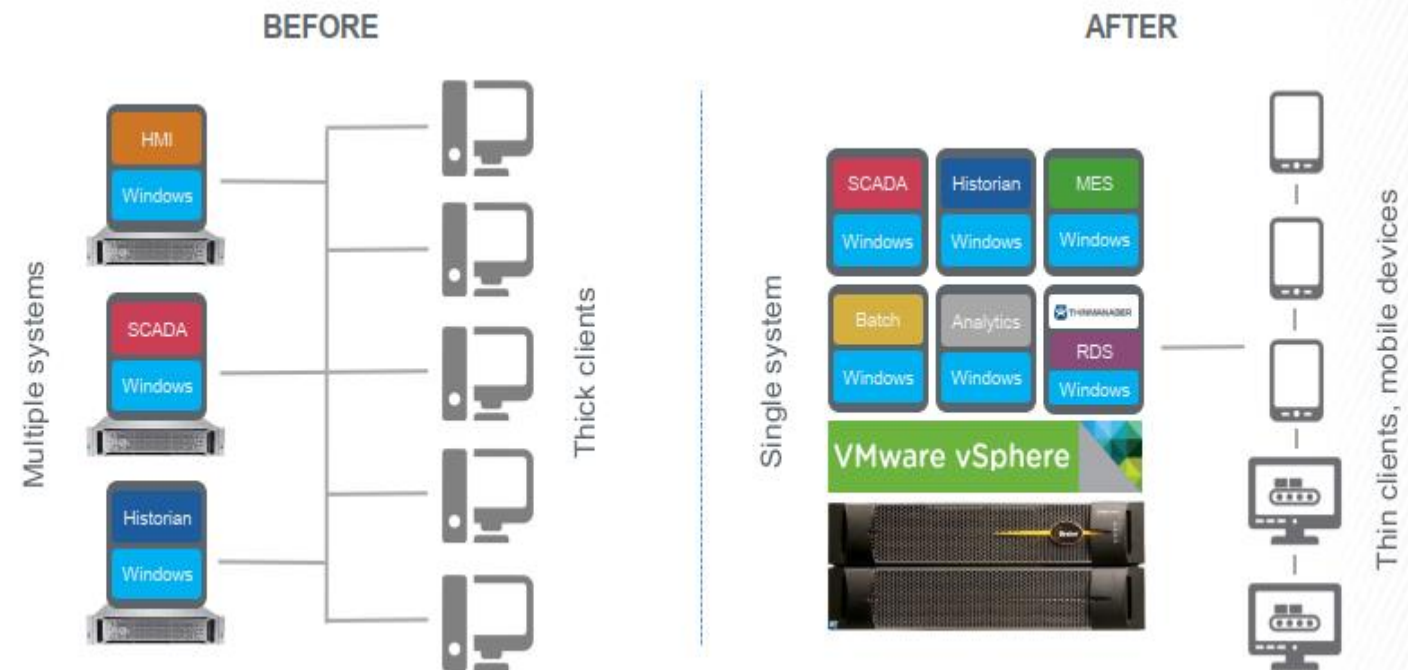 BEFORE
AFTER
Multiple systems
HMI
Windows
SCADA
Windows
Historian
Windows
Thick clients
Single system
SCADA
Historian
MES
Windows
Windows
Windows
Batch
Analytics
THINMANAGER
RDS
Windows
Windows
Windows
VMware vSphere
Thin clients, mobile devices